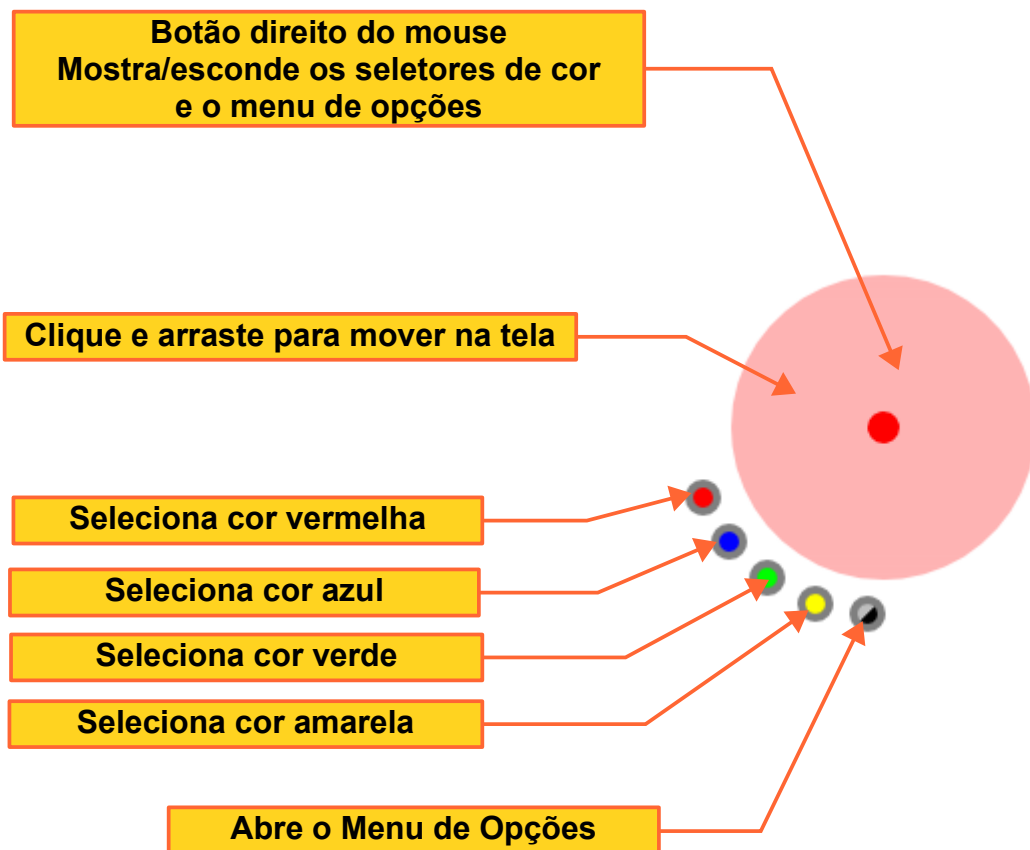 Botão direito do mouse
Mostra/esconde os seletores de cor
e o menu de opções
Clique e arraste para mover na tela
Seleciona cor vermelha
Seleciona cor azul
Seleciona cor verde
Seleciona cor amarela
Abre o Menu de Opções